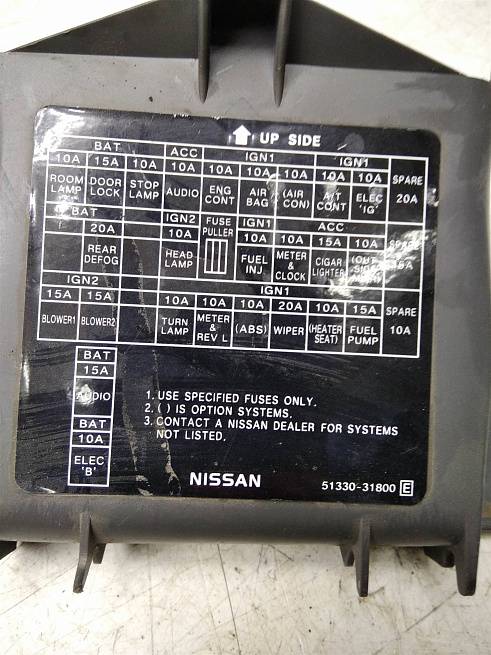 UP SIDE
BAT ACC IGN1 IGN1 SPARE 20A
10A 15A 10A 10A 10A 10A 10A 10A 10A
ROOM LAMP DOOR LOCK STOP LAMP AUDIO ENG CONT AIR BAG (AIR CON) A/T CONT ELEC 'IG'
BAT IGN2 FUSE PULLER IGN1 ACC SPARE 15A
20A 10A 10A 10A 15A 10A
REAR DEFOG HEAD LAMP FUEL INJ METER & CLOCK CIGAR LIGHTER
IGN2 IGN1 SPARE 10A
15A 15A 10A 10A 10A 20A 10A 15A
BLOWER1 BLOWER2 TURN LAMP METER & REV L (ABS) WIPER (HEATER SEAT) FUEL PUMP
BAT
15A
AUDIO
BAT
10A
ELEC
'B'
1. USE SPECIFIED FUSES ONLY.
2. ( ) IS OPTION SYSTEMS.
3. CONTACT A NISSAN DEALER FOR SYSTEMS
NOT LISTED.
NISSAN
51330-31800 E